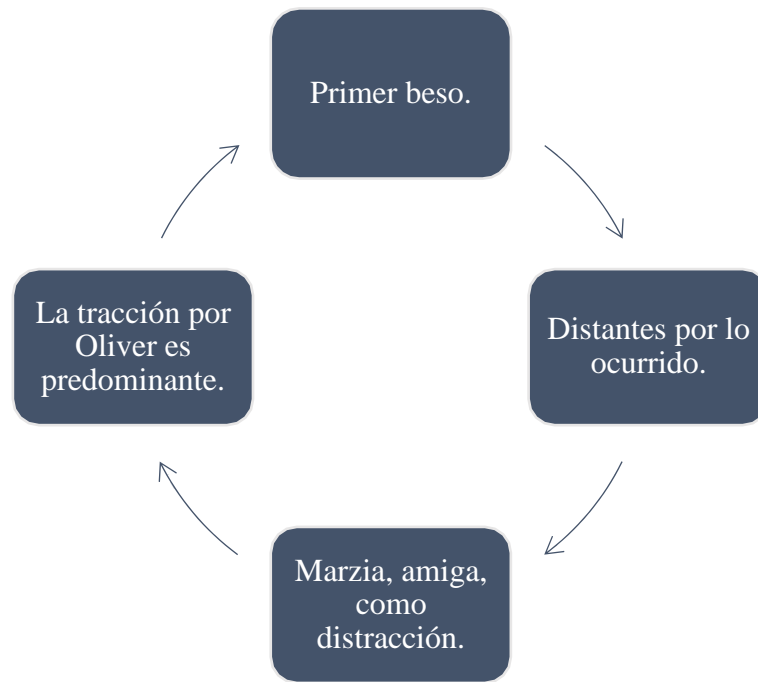 Primer beso.
Distantes por lo
ocurrido.
Marzia, amiga,
como
distracción.
La tracción por
Oliver es
predominante.